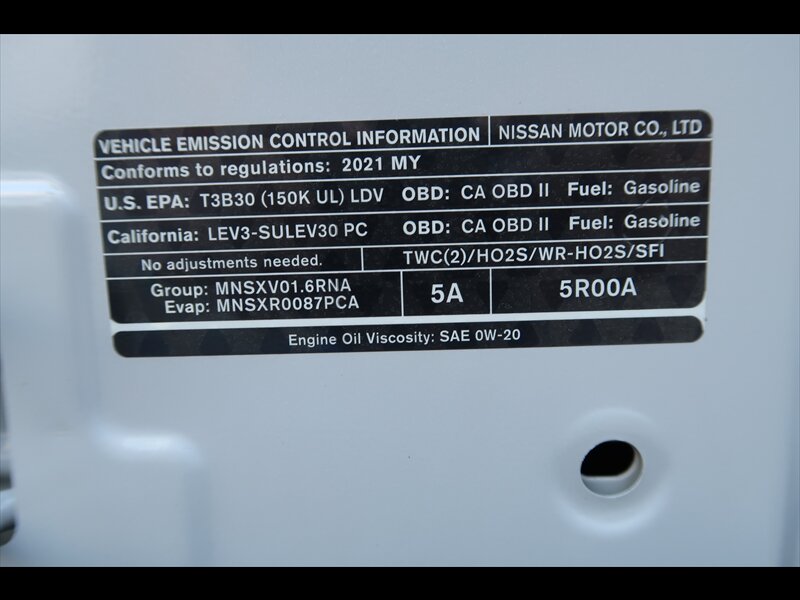 VEHICLE EMISSION CONTROL INFORMATION NISSAN MOTOR CO., LTD
Conforms to regulations: 2021 MY
U.S. EPA: T3B30 (150K UL) LDV OBD: CA OBD II Fuel: Gasoline
California: LEV3-SULEV30 PC OBD: CA OBD II Fuel: Gasoline
No adjustments needed. TWC(2)/HO2S/WR-HO2S/SFI
Group: MNSXV01.6RNA
Evap: MNSXR0087PCA
5A
5R00A
Engine Oil Viscosity: SAE 0W-20